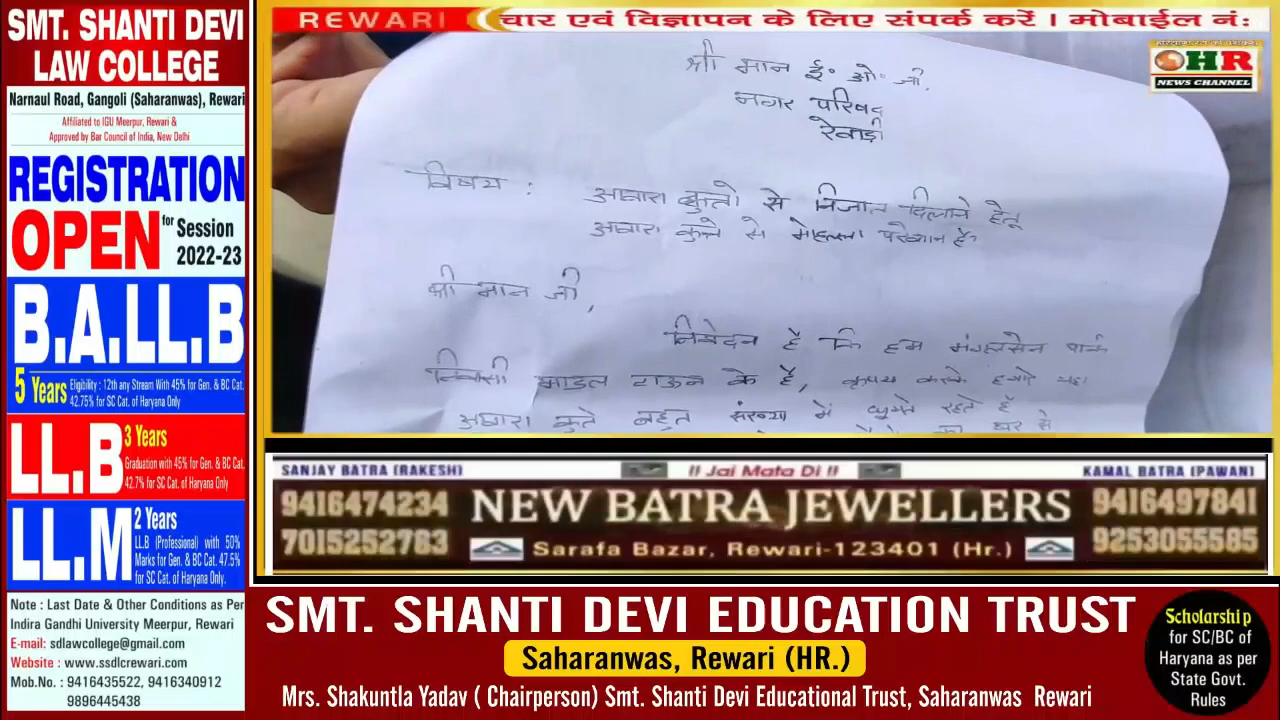 SMT. SHANTI DEVI
LAW COLLEGE
Narnaul Road, Gangoli (Saharanwas), Rewari
Affiliated to IGU Meerpur, Rewari &
Approved by Bar Council of India, New Delhi
REGISTRATION
OPEN for Session
2022-23
B.A.LL.B
5 Years Eligibility : 12th any Stream With 45% for Gen. & BC Cat.
42.75% for SC Cat. of Haryana Only
LL.B 3 Years
Graduation with 45% for Gen. & BC Cat.
42.7% for SC Cat. of Haryana Only
LL.M 2 Years
LL.B (Professional) with 50%
Marks for Gen. & BC Cat. 47.5%
for SC Cat. of Haryana Only.
Note : Last Date & Other Conditions as Per
Indira Gandhi University Meerpur, Rewari
E-mail: sdlawcollege@gmail.com
Website : www.ssdlcrewari.com
Mob.No. : 9416435522, 9416340912
9896445438
REWARI चार एवं विज्ञापन के लिए संपर्क करें । मोबाईल नं:
HR
NEWS CHANNEL
श्री मान ई॰ ओ॰ जी,
नगर परिषद
रेवाड़ी
विषय : आवारा कुत्तो से निजात दिलाने हेतू
आवारा कुत्ते से मोहल्ला परेशान है
श्री मान जी,
निवेदन है कि हम मंगलसेन पार्क
निवासी माडल टाऊन के है, कृपया करके हमारे यहा
आवारा कुते बहुत संख्या में घुमते रहते है
SANJAY BATRA (RAKESH) !! Jai Mata Di !! KAMAL BATRA (PAWAN)
9416474234 NEW BATRA JEWELLERS 9416497841
7015252763 Sarafa Bazar, Rewari-123401 (Hr.) 9253055585
SMT. SHANTI DEVI EDUCATION TRUST
Saharanwas, Rewari (HR.)
Mrs. Shakuntla Yadav ( Chairperson) Smt. Shanti Devi Educational Trust, Saharanwas Rewari
Scholarship
for SC/BC of
Haryana as per
State Govt.
Rules